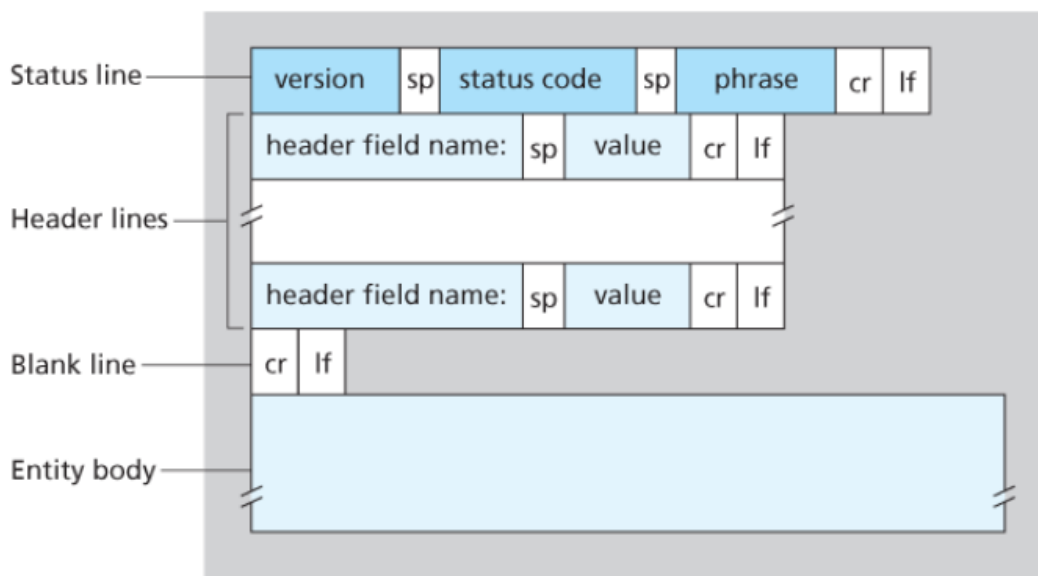 Status line version sp status code sp phrase cr lf
header field name: sp value cr lf
Header lines
header field name: sp value cr lf
Blank line cr lf
Entity body